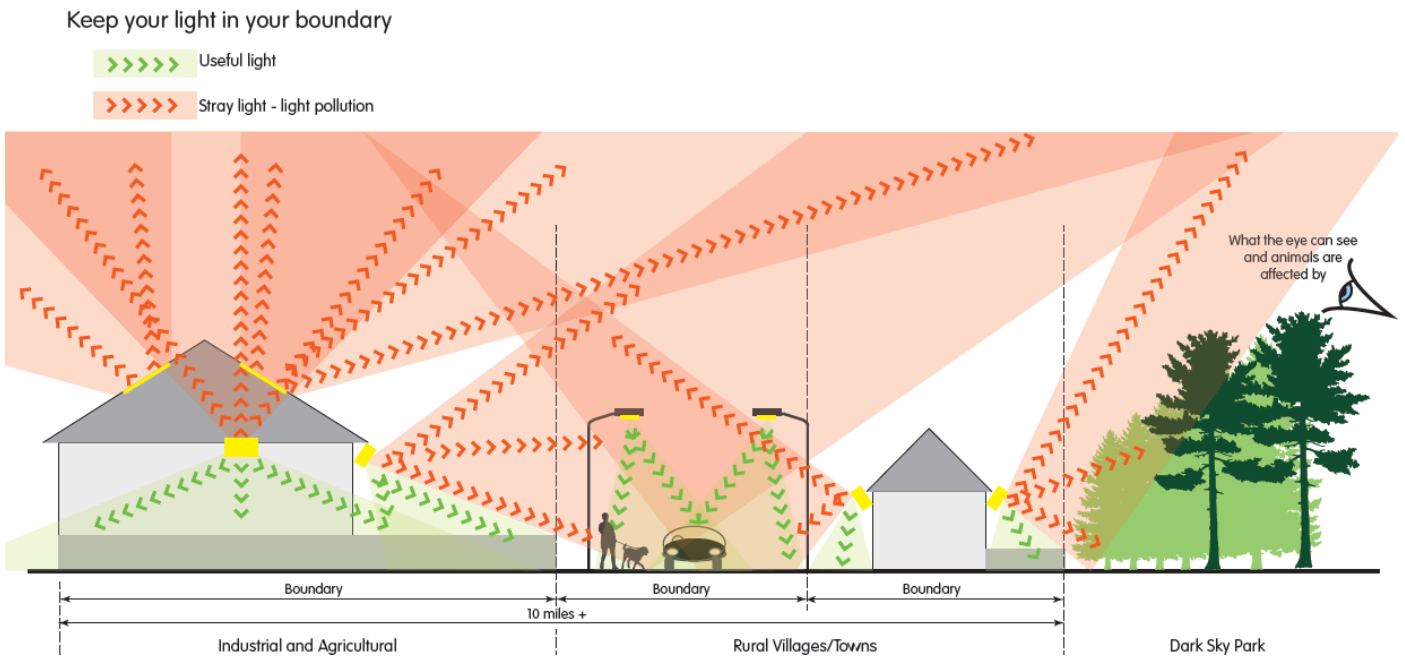 Keep your light in your boundary
Useful light
Stray light - light pollution
What the eye can see
and animals are
affected by
Boundary
Boundary
Boundary
10 miles +
Industrial and Agricultural
Rural Villages/Towns
Dark Sky Park